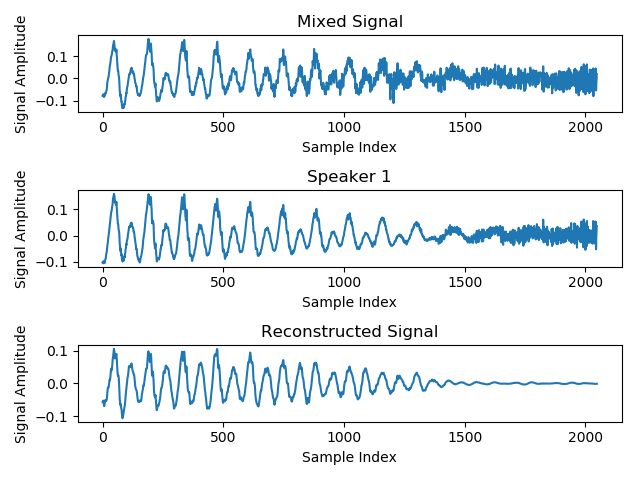 Mixed Signal
Signal Amplitude
0.1
0.0
−0.1
0 500 1000 1500 2000
Sample Index
Speaker 1
Signal Amplitude
0.1
0.0
−0.1
0 500 1000 1500 2000
Sample Index
Reconstructed Signal
Signal Amplitude
0.1
0.0
−0.1
0 500 1000 1500 2000
Sample Index